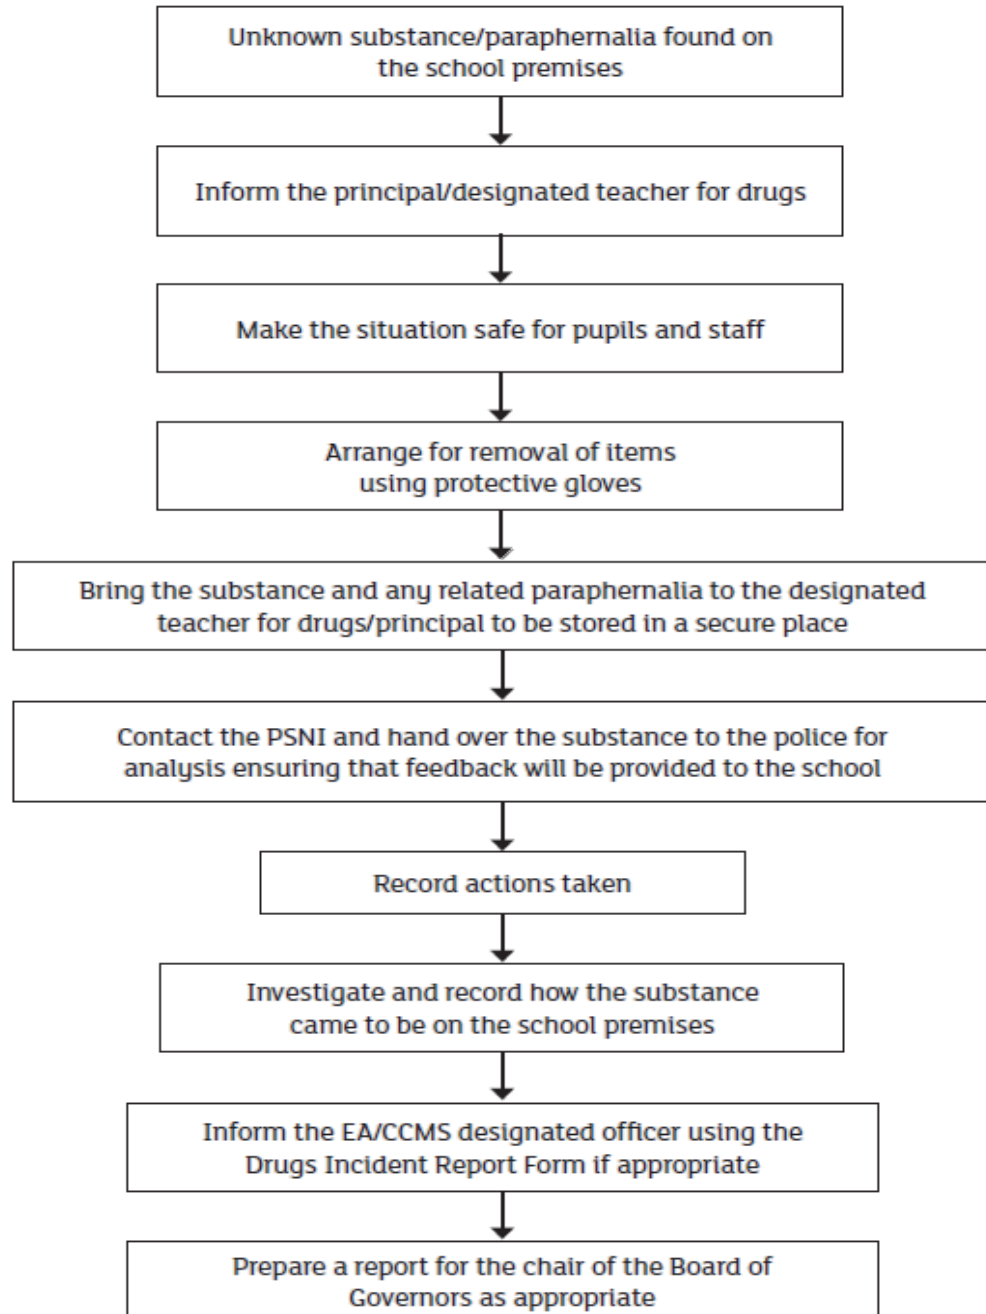 Unknown substance/paraphernalia found on
the school premises
Inform the principal/designated teacher for drugs
Make the situation safe for pupils and staff
Arrange for removal of items
using protective gloves
Bring the substance and any related paraphernalia to the designated
teacher for drugs/principal to be stored in a secure place
Contact the PSNI and hand over the substance to the police for
analysis ensuring that feedback will be provided to the school
Record actions taken
Investigate and record how the substance
came to be on the school premises
Inform the EA/CCMS designated officer using the
Drugs Incident Report Form if appropriate
Prepare a report for the chair of the Board of
Governors as appropriate